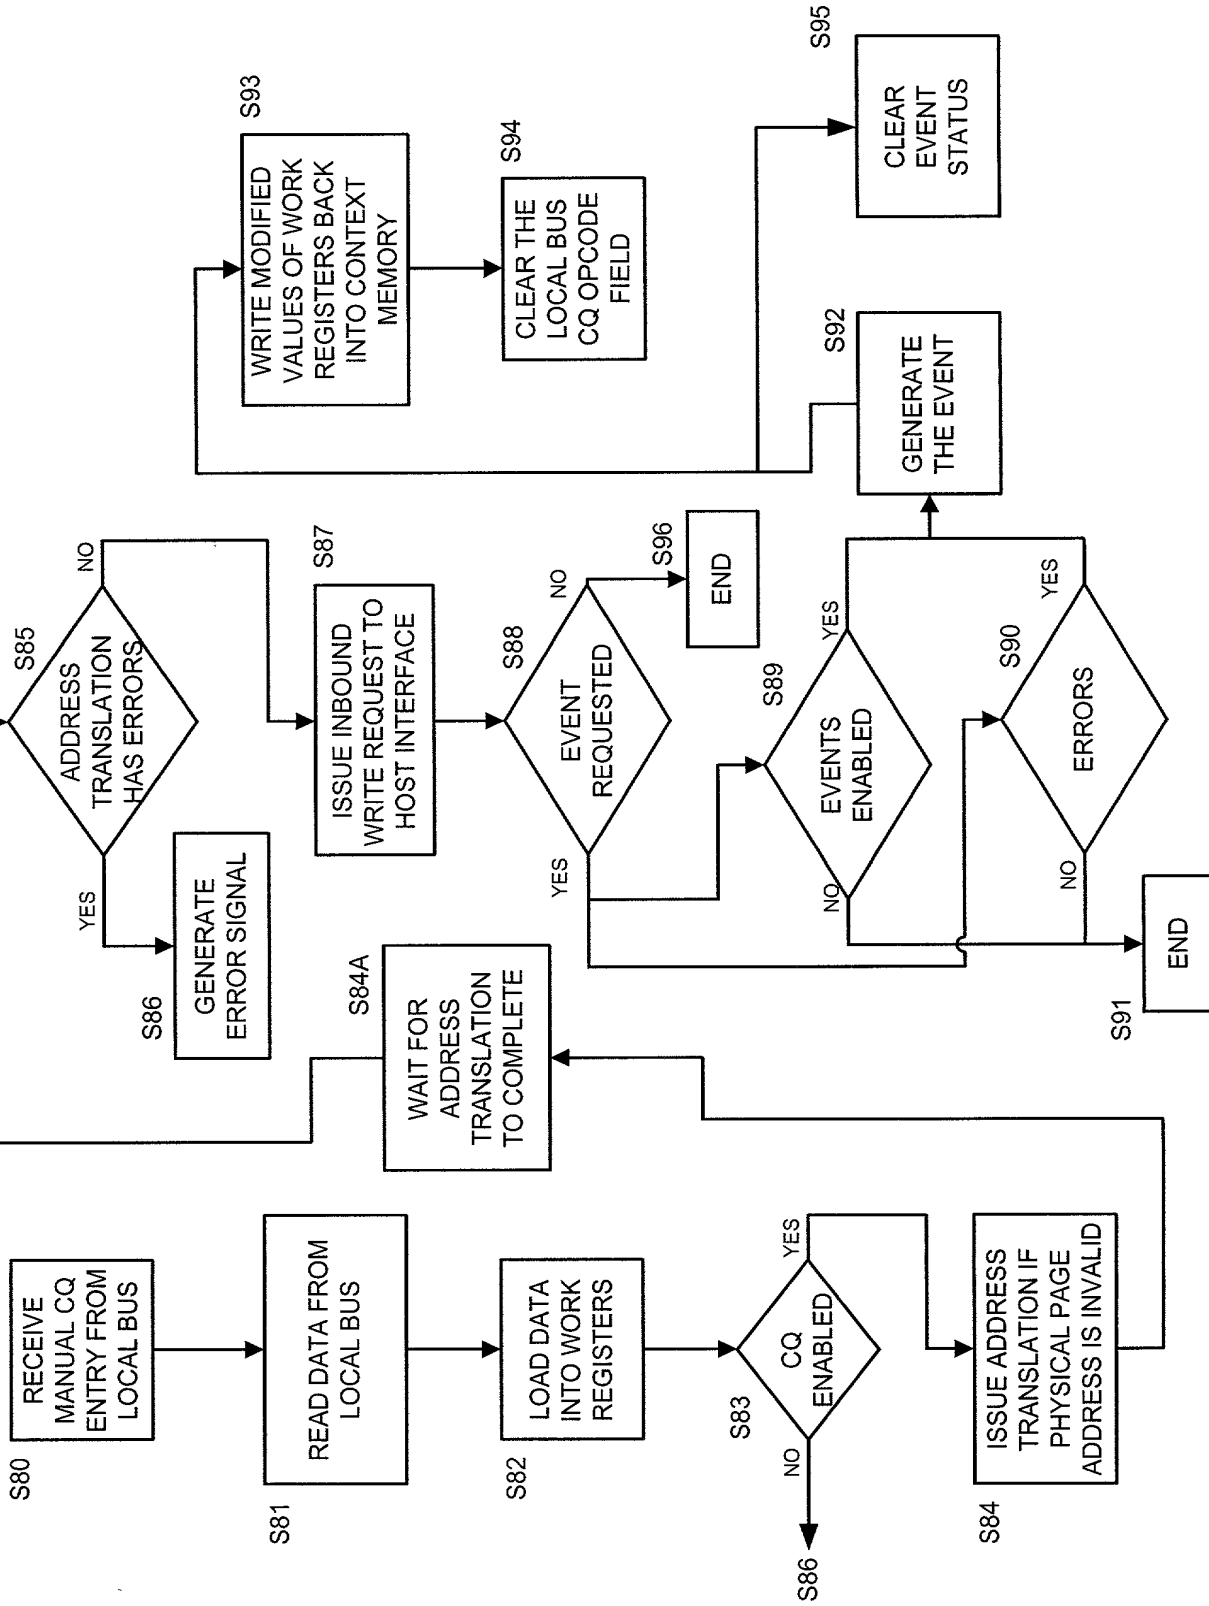 S80
RECEIVE
MANUAL CQ
ENTRY FROM
LOCAL BUS
S81
READ DATA FROM
LOCAL BUS
S82
LOAD DATA
INTO WORK
REGISTERS
S83
CQ
ENABLED
YES
NO
S86
S84
ISSUE ADDRESS
TRANSLATION IF
PHYSICAL PAGE
ADDRESS IS INVALID
S84A
WAIT FOR
ADDRESS
TRANSLATION
TO COMPLETE
S85
ADDRESS
TRANSLATION
HAS ERRORS
YES
NO
S86
GENERATE
ERROR SIGNAL
S87
ISSUE INBOUND
WRITE REQUEST TO
HOST INTERFACE
S88
EVENT
REQUESTED
YES
NO
S96
END
S89
EVENTS
ENABLED
YES
NO
S90
ERRORS
YES
NO
S91
END
S92
GENERATE
THE EVENT
S93
WRITE MODIFIED
VALUES OF WORK
REGISTERS BACK
INTO CONTEXT
MEMORY
S94
CLEAR THE
LOCAL BUS
CQ OPCODE
FIELD
S95
CLEAR
EVENT
STATUS